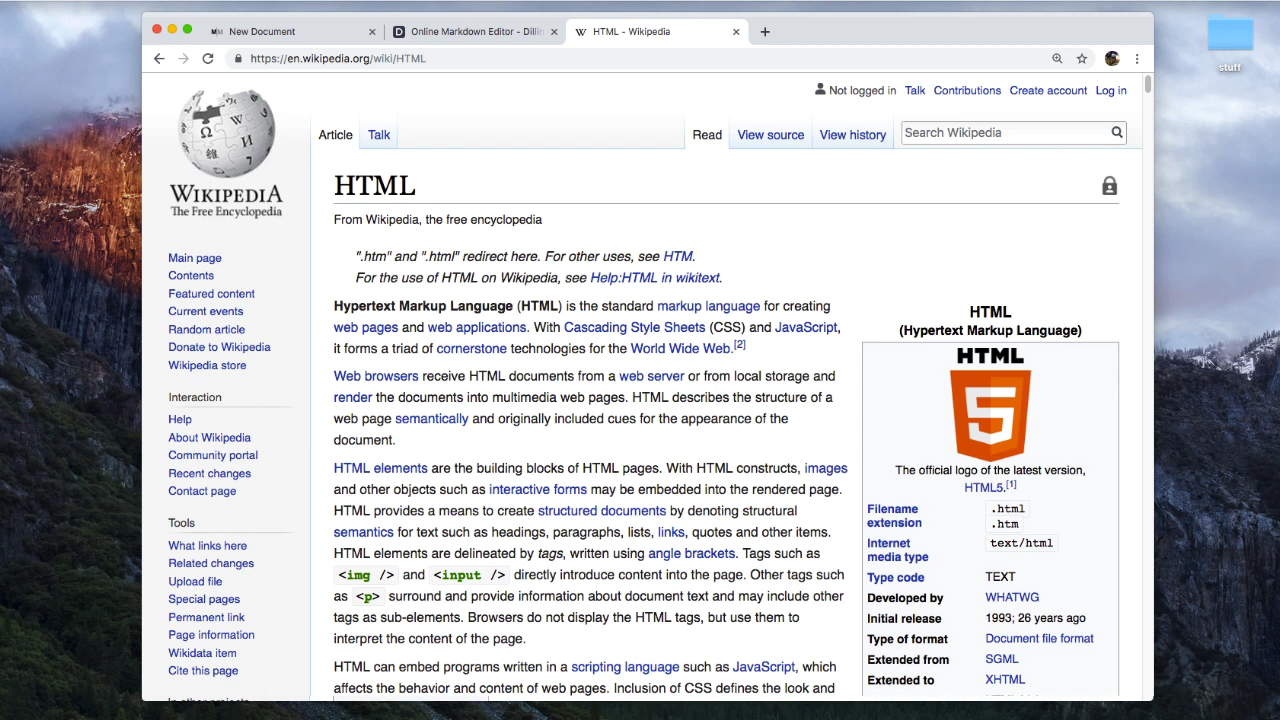 New Document
Online Markdown Editor - Dillin
HTML - Wikipedia
https://en.wikipedia.org/wiki/HTML
stuff
Not logged in Talk Contributions Create account Log in
Article Talk Read View source View history Search Wikipedia
WIKIPEDIA
The Free Encyclopedia
Main page
Contents
Featured content
Current events
Random article
Donate to Wikipedia
Wikipedia store
Interaction
Help
About Wikipedia
Community portal
Recent changes
Contact page
Tools
What links here
Related changes
Upload file
Special pages
Permanent link
Page information
Wikidata item
Cite this page
In other projects
HTML
From Wikipedia, the free encyclopedia
".htm" and ".html" redirect here. For other uses, see HTM.
For the use of HTML on Wikipedia, see Help:HTML in wikitext.
Hypertext Markup Language (HTML) is the standard markup language for creating
web pages and web applications. With Cascading Style Sheets (CSS) and JavaScript,
it forms a triad of cornerstone technologies for the World Wide Web.[2]
Web browsers receive HTML documents from a web server or from local storage and
render the documents into multimedia web pages. HTML describes the structure of a
web page semantically and originally included cues for the appearance of the
document.
HTML elements are the building blocks of HTML pages. With HTML constructs, images
and other objects such as interactive forms may be embedded into the rendered page.
HTML provides a means to create structured documents by denoting structural
semantics for text such as headings, paragraphs, lists, links, quotes and other items.
HTML elements are delineated by tags, written using angle brackets. Tags such as
<img /> and <input /> directly introduce content into the page. Other tags such
as <p> surround and provide information about document text and may include other
tags as sub-elements. Browsers do not display the HTML tags, but use them to
interpret the content of the page.
HTML can embed programs written in a scripting language such as JavaScript, which
affects the behavior and content of web pages. Inclusion of CSS defines the look and
HTML
(Hypertext Markup Language)
HTML
5
The official logo of the latest version,
HTML5.[1]
Filename extension .html
.htm
Internet media type text/html
Type code TEXT
Developed by WHATWG
Initial release 1993; 26 years ago
Type of format Document file format
Extended from SGML
Extended to XHTML